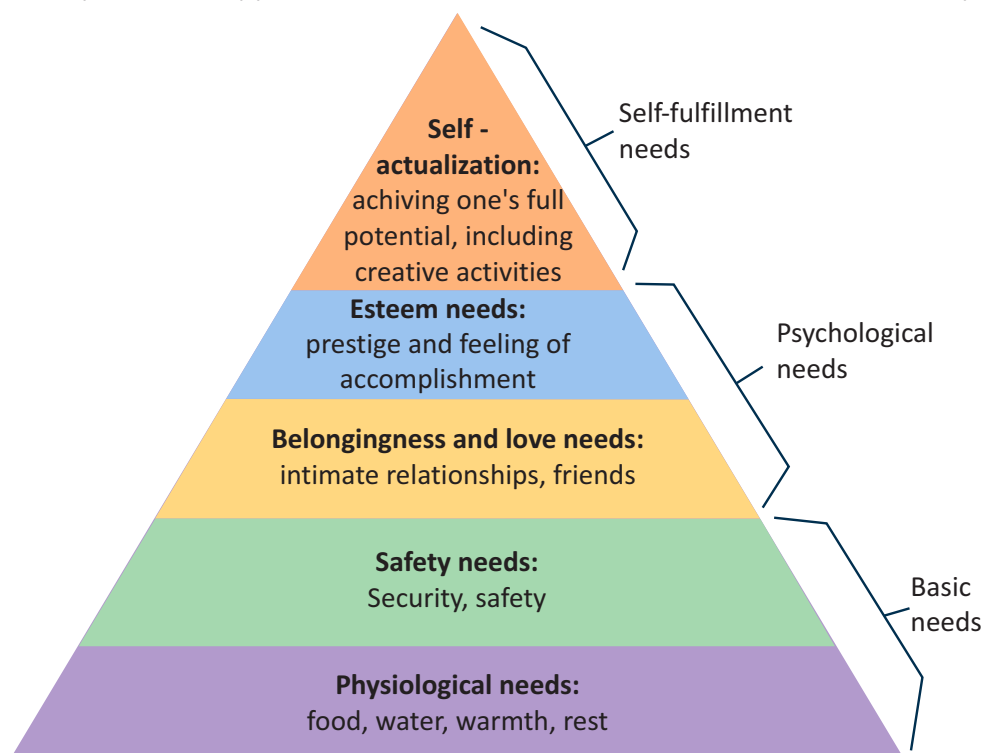 Self -
actualization:
achiving one's full
potential, including
creative activities
Self-fulfillment
needs
Esteem needs:
prestige and feeling of
accomplishment
Psychological
needs
Belongingness and love needs:
intimate relationships, friends
Safety needs:
Security, safety
Basic
needs
Physiological needs:
food, water, warmth, rest